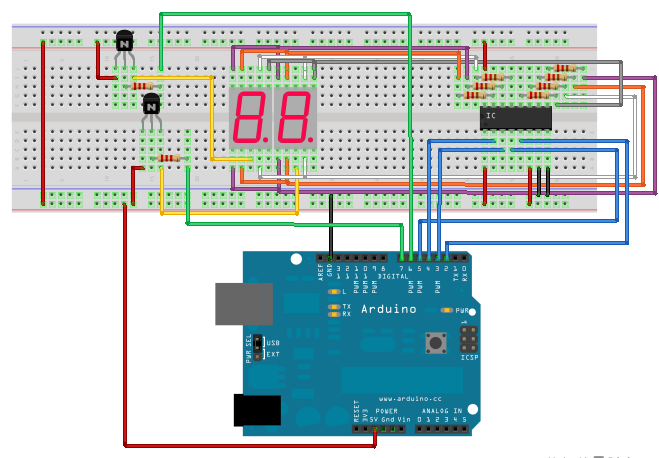 N
N
IC
AREF
GND
13
12
11
10
9
8
7
6
5
4
3
2
1
0
PWM
PWM
PWM
PWM
PWM
PWM
TX
RX
DIGITAL
L
TX
RX
Arduino
PWR
PWR SEL
USB
EXT
1
ICSP
www.arduino.cc
POWER
ANALOG IN
RESET
3V3
5V Gnd Vin
0 1 2 3 4 5